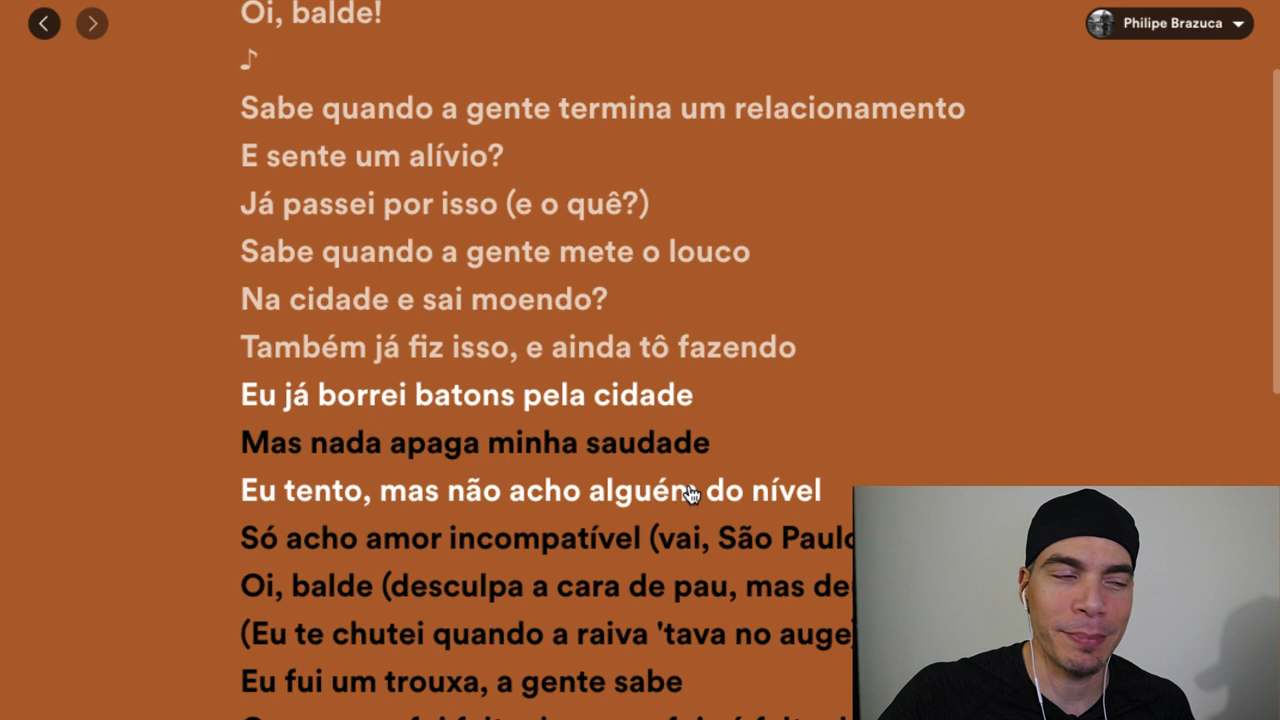 Oi, balde!
Philipe Brazuca
♪
Sabe quando a gente termina um relacionamento
E sente um alívio?
Já passei por isso (e o quê?)
Sabe quando a gente mete o louco
Na cidade e sai moendo?
Também já fiz isso, e ainda tô fazendo
Eu já borrei batons pela cidade
Mas nada apaga minha saudade
Eu tento, mas não acho alguém do nível
Só acho amor incompatível (vai, São Paulo
Oi, balde (desculpa a cara de pau, mas de
(Eu te chutei quando a raiva 'tava no auge)
Eu fui um trouxa, a gente sabe